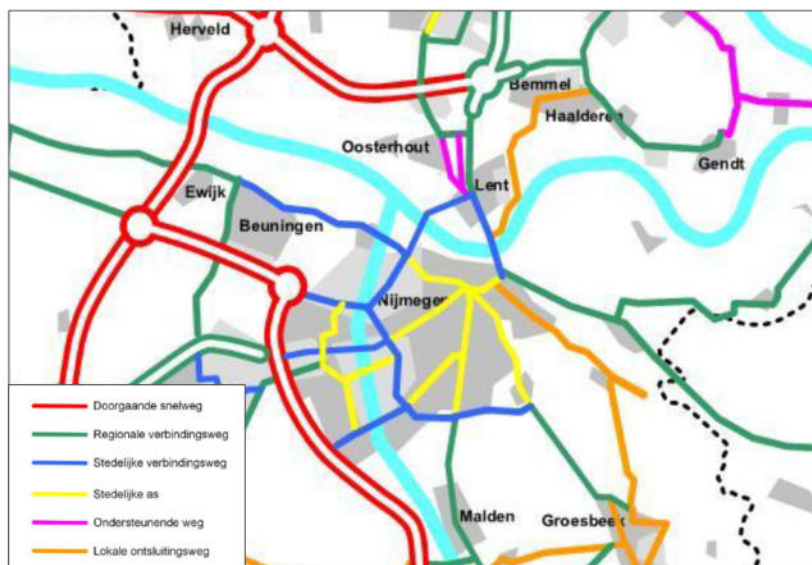 Herveld
Bemmel
Haalderen
Oosterhout
Gendt
Lent
Ewijk
Beuningen
Nijmegen
Doorgaande snelweg
Regionale verbindingsweg
Stedelijke verbindingsweg
Stedelijke as
Ondersteunende weg
Lokale ontsluitingsweg
Malden
Groesbeek